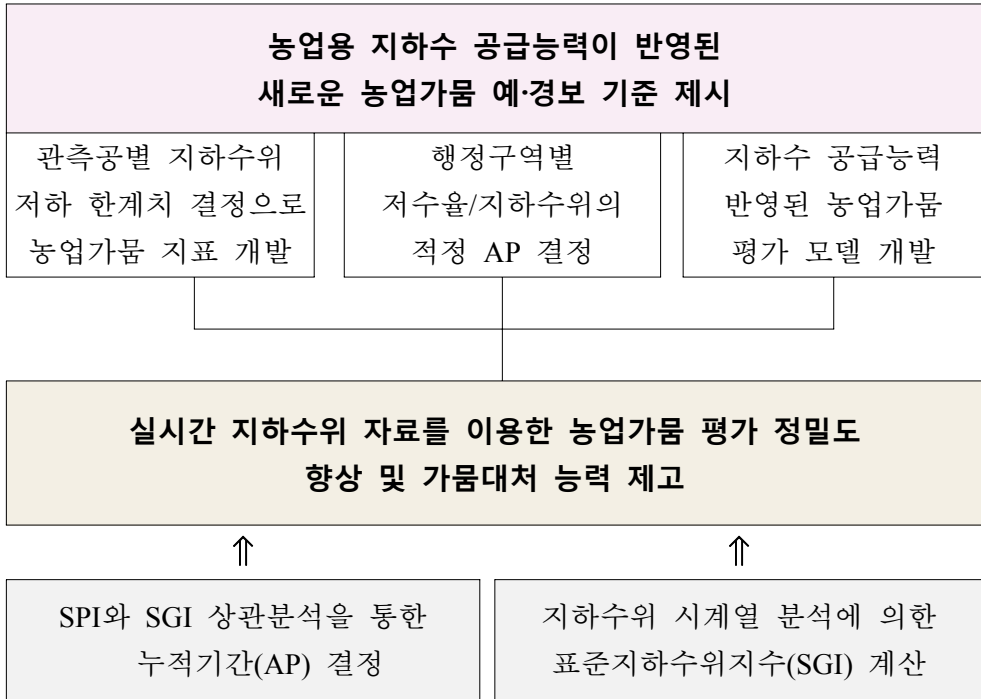 농업용 지하수 공급능력이 반영된
새로운 농업가뭄 예·경보 기준 제시
관측공별 지하수위
저하 한계치 결정으로
농업가뭄 지표 개발
행정구역별
저수율/지하수위의
적정 AP 결정
지하수 공급능력
반영된 농업가뭄
평가 모델 개발
실시간 지하수위 자료를 이용한 농업가뭄 평가 정밀도
향상 및 가뭄대처 능력 제고
⇑
⇑
SPI와 SGI 상관분석을 통한
누적기간(AP) 결정
지하수위 시계열 분석에 의한
표준지하수위지수(SGI) 계산